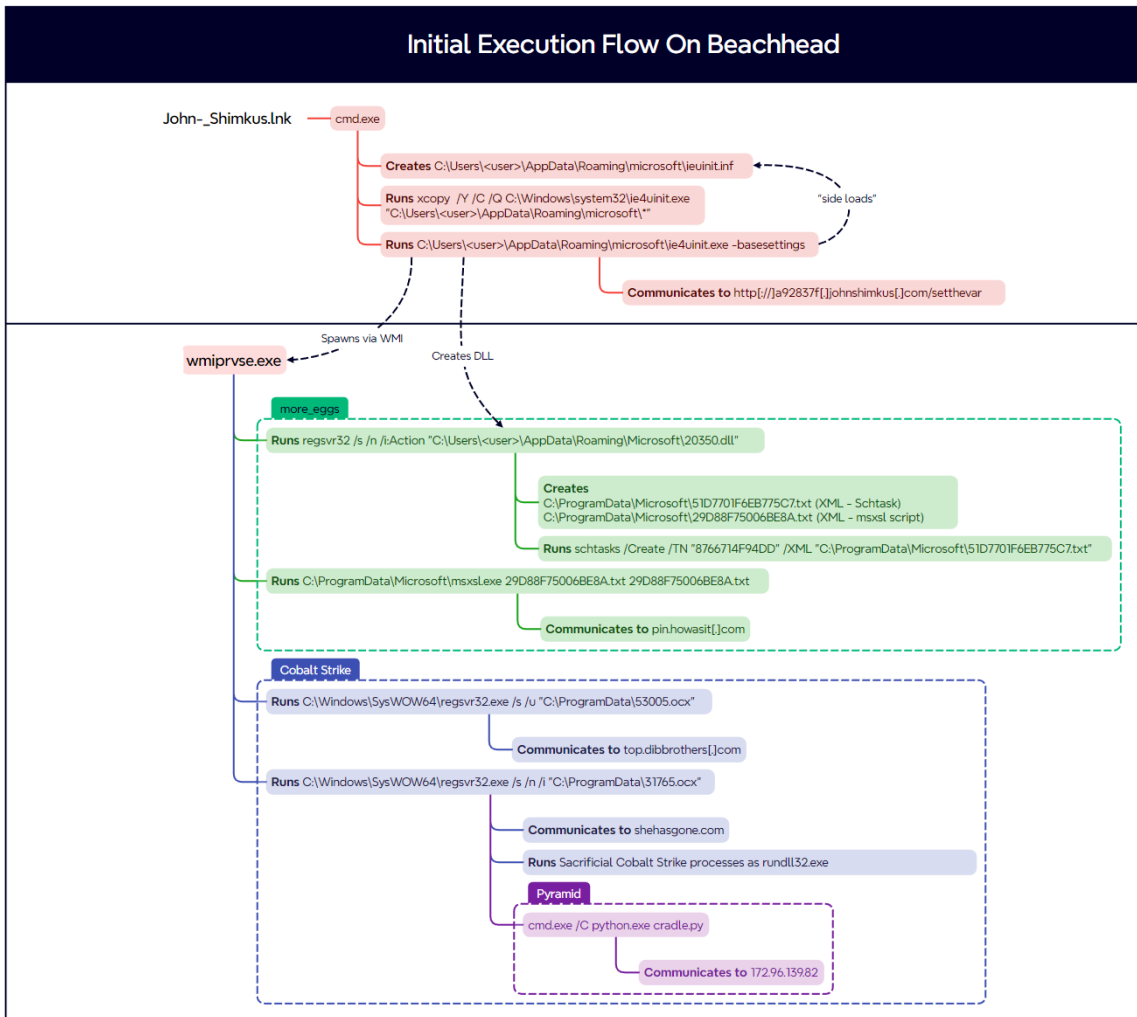 Initial Execution Flow On Beachhead
John-_Shimkus.lnk
cmd.exe
Creates C:\Users\<user>\AppData\Roaming\microsoft\ieuinit.inf
Runs xcopy /Y /C /Q C:\Windows\system32\ie4uinit.exe
"C:\Users\<user>\AppData\Roaming\microsoft\*"
"side loads"
Runs C:\Users\<user>\AppData\Roaming\microsoft\ie4uinit.exe -basesettings
Communicates to http[://]a92837f[.]johnshimkus[.]com/setthevar
Spawns via WMI
Creates DLL
wmiprvse.exe
more_eggs
Runs regsvr32 /s /n /i:Action "C:\Users\<user>\AppData\Roaming\Microsoft\20350.dll"
Creates
C:\ProgramData\Microsoft\51D7701F6EB775C7.txt (XML - Schtask)
C:\ProgramData\Microsoft\29D88F75006BE8A.txt (XML - msxsl script)
Runs schtasks /Create /TN "8766714F94DD" /XML "C:\ProgramData\Microsoft\51D7701F6EB775C7.txt"
Runs C:\ProgramData\Microsoft\msxsl.exe 29D88F75006BE8A.txt 29D88F75006BE8A.txt
Communicates to pin.howasit[.]com
Cobalt Strike
Runs C:\Windows\SysWOW64\regsvr32.exe /s /u "C:\ProgramData\53005.ocx"
Communicates to top.dibbrothers[.]com
Runs C:\Windows\SysWOW64\regsvr32.exe /s /n /i "C:\ProgramData\31765.ocx"
Communicates to shehasgone.com
Runs Sacrificial Cobalt Strike processes as rundll32.exe
Pyramid
cmd.exe /C python.exe cradle.py
Communicates to 172.96.139.82